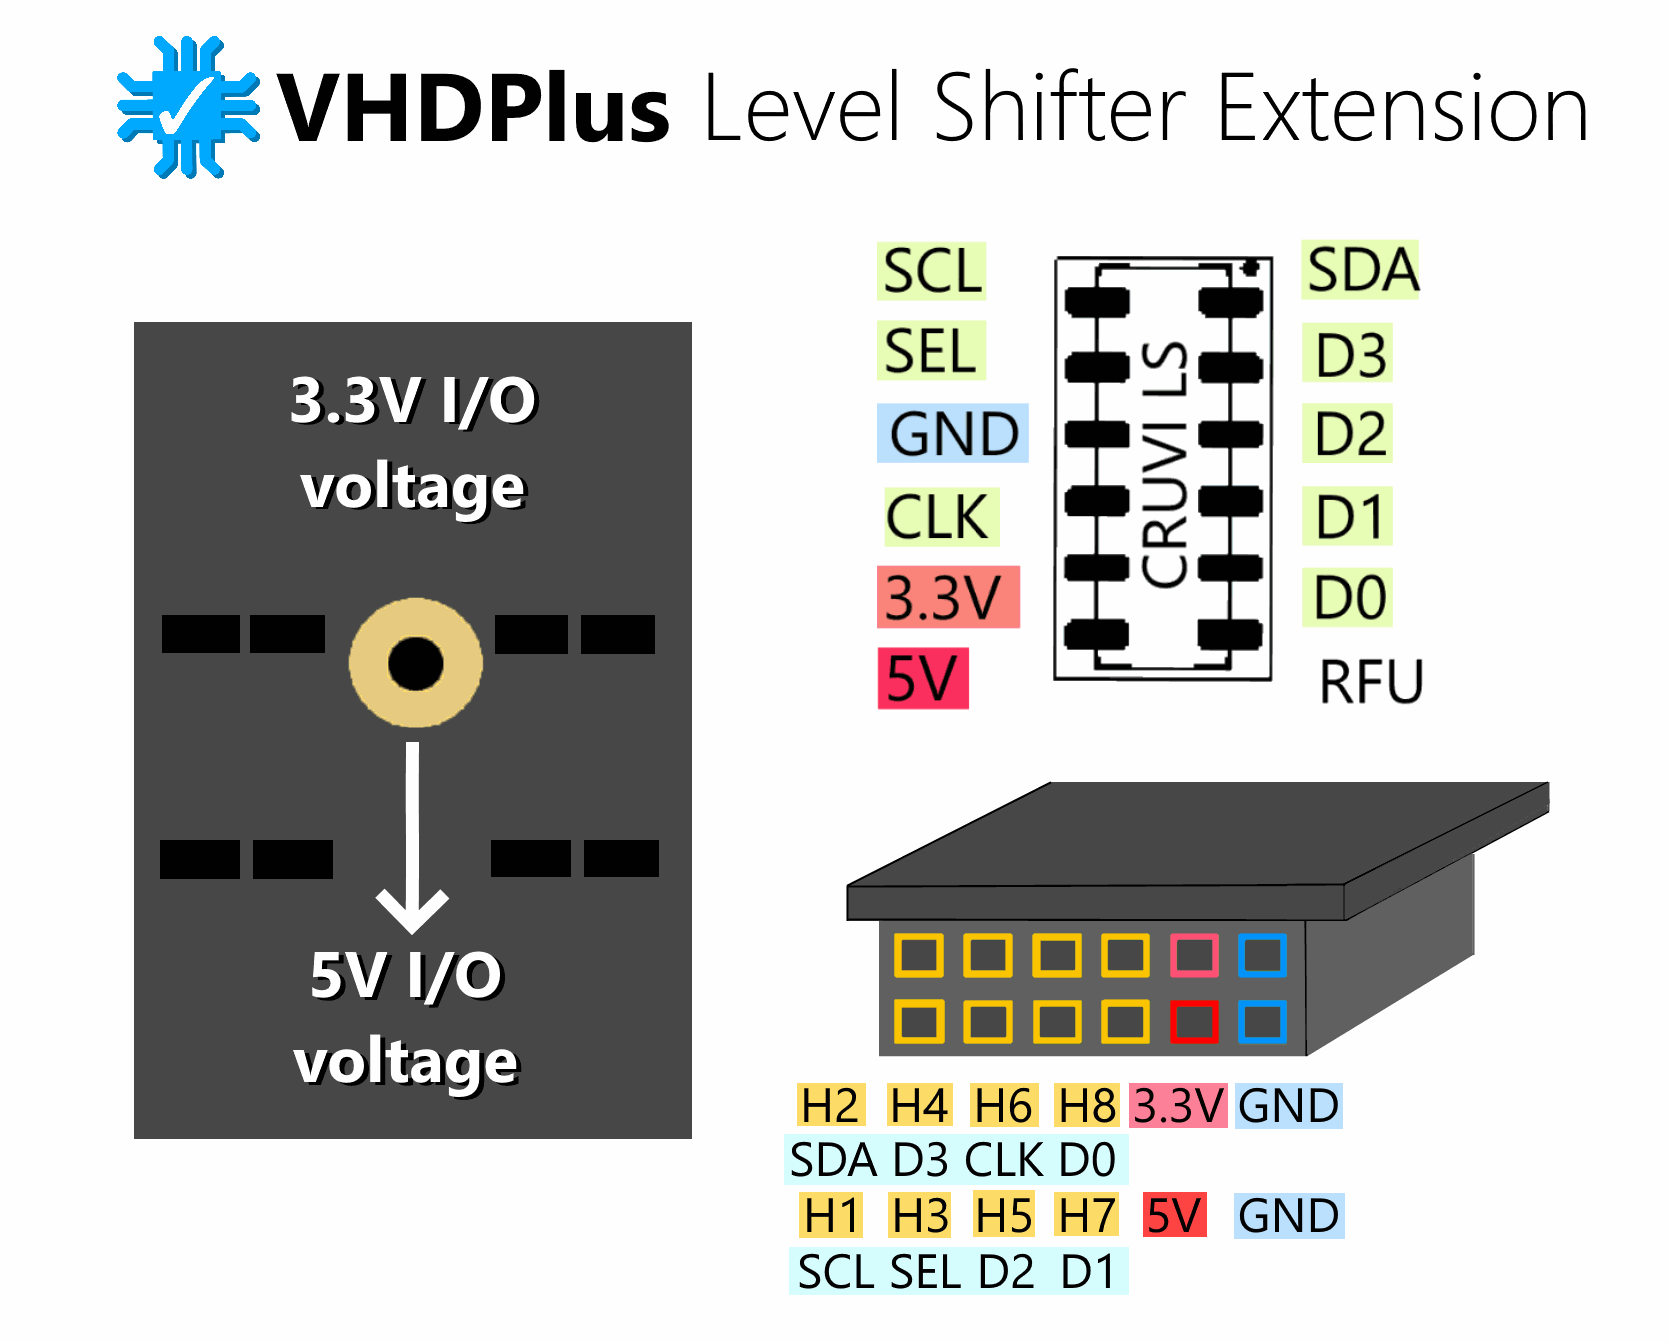 VHDPlus Level Shifter Extension
3.3V I/O
voltage
5V I/O
voltage
SCL SDA
SEL D3
GND D2
CLK D1
3.3V D0
5V RFU
CRUVI LS
H2 H4 H6 H8 3.3V GND
SDA D3 CLK D0
H1 H3 H5 H7 5V GND
SCL SEL D2 D1